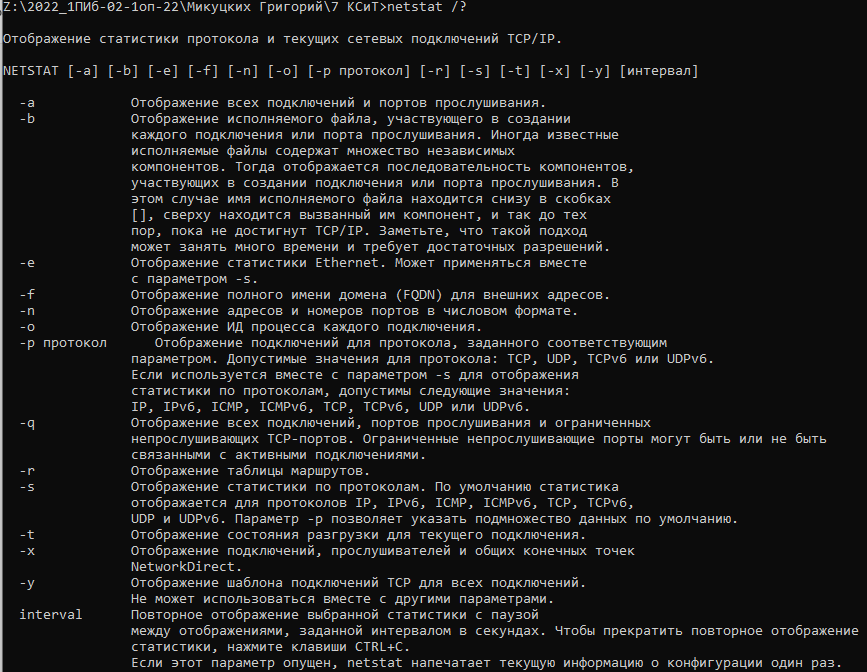 Z:\2022_1ПИб-02-1оп-22\Микуцких Григорий\7 КСиТ>netstat /?
Отображение статистики протокола и текущих сетевых подключений TCP/IP.
NETSTAT [-a] [-b] [-e] [-f] [-n] [-o] [-p протокол] [-r] [-s] [-t] [-x] [-y] [интервал]
-a Отображение всех подключений и портов прослушивания.
-b Отображение исполняемого файла, участвующего в создании
каждого подключения или порта прослушивания. Иногда известные
исполняемые файлы содержат множество независимых
компонентов. Тогда отображается последовательность компонентов,
участвующих в создании подключения или порта прослушивания. В
этом случае имя исполняемого файла находится снизу в скобках
[], сверху находится вызванный им компонент, и так до тех
пор, пока не достигнут TCP/IP. Заметьте, что такой подход
может занять много времени и требует достаточных разрешений.
-e Отображение статистики Ethernet. Может применяться вместе
с параметром -s.
-f Отображение полного имени домена (FQDN) для внешних адресов.
-n Отображение адресов и номеров портов в числовом формате.
-o Отображение ИД процесса каждого подключения.
-p протокол Отображение подключений для протокола, заданного соответствующим
параметром. Допустимые значения для протокола: TCP, UDP, TCPv6 или UDPv6.
Если используется вместе с параметром -s для отображения
статистики по протоколам, допустимы следующие значения:
IP, IPv6, ICMP, ICMPv6, TCP, TCPv6, UDP или UDPv6.
-q Отображение всех подключений, портов прослушивания и ограниченных
непрослушивающих TCP-портов. Ограниченные непрослушивающие порты могут быть или не быть
связанными с активными подключениями.
-r Отображение таблицы маршрутов.
-s Отображение статистики по протоколам. По умолчанию статистика
отображается для протоколов IP, IPv6, ICMP, ICMPv6, TCP, TCPv6,
UDP и UDPv6. Параметр -p позволяет указать подмножество данных по умолчанию.
-t Отображение состояния разгрузки для текущего подключения.
-x Отображение подключений, прослушивателей и общих конечных точек
NetworkDirect.
-y Отображение шаблона подключений TCP для всех подключений.
Не может использоваться вместе с другими параметрами.
interval Повторное отображение выбранной статистики с паузой
между отображениями, заданной интервалом в секундах. Чтобы прекратить повторное отображение
статистики, нажмите клавиши CTRL+C.
Если этот параметр опущен, netstat напечатает текущую информацию о конфигурации один раз.